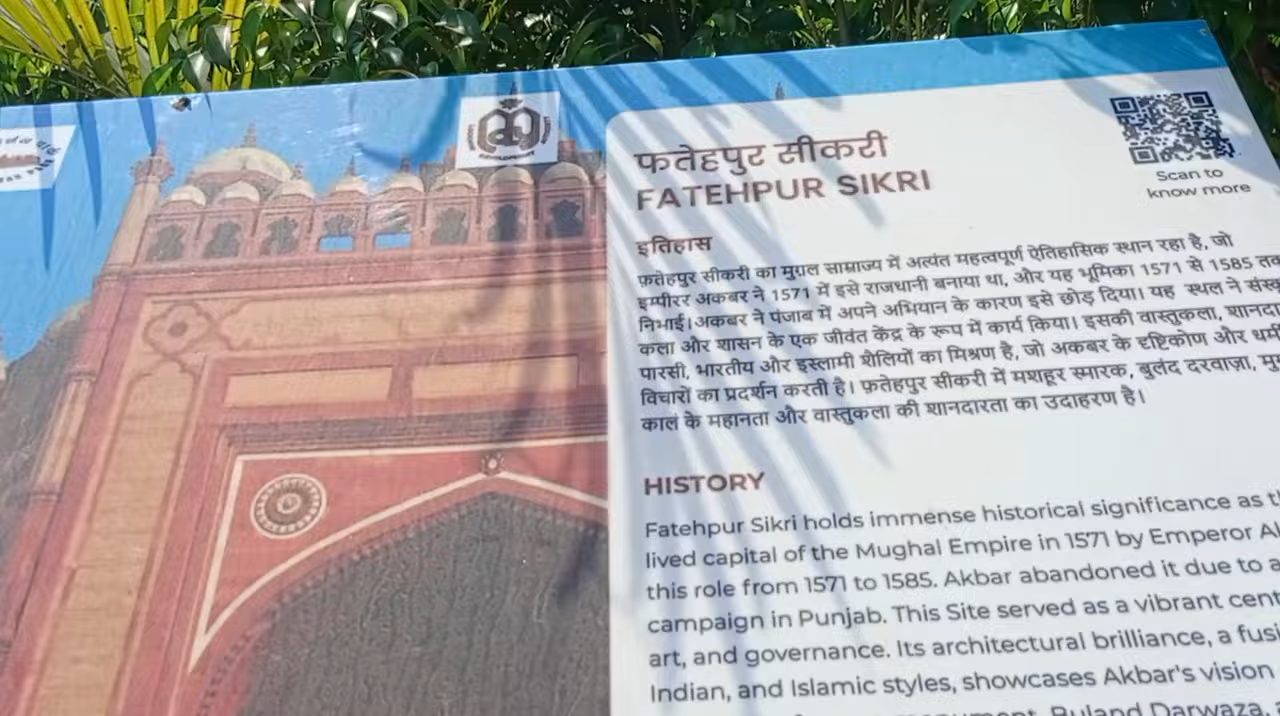 फतेहपुर सीकरी
FATEHPUR SIKRI
Scan to
know more
इतिहास
फ़तेहपुर सीकरी का मुग़ल साम्राज्य में अत्यंत महत्वपूर्ण ऐतिहासिक स्थान रहा है, जो
इम्पीरर अकबर ने 1571 में इसे राजधानी बनाया था, और यह भूमिका 1571 से 1585 तक
निभाई। अकबर ने पंजाब में अपने अभियान के कारण इसे छोड़ दिया। यह स्थल ने
कला और शासन के एक जीवंत केंद्र के रूप में कार्य किया। इसकी वास्तुकला,
पारसी, भारतीय और इस्लामी शैलियों का मिश्रण है, जो अकबर के दृष्टिकोण और
विचारों का प्रदर्शन करती है। फ़तेहपुर सीकरी में मशहूर स्मारक, बुलंद दरवाज़ा,
काल के महानता और वास्तुकला की शानदारता का उदाहरण है।
HISTORY
Fatehpur Sikri holds immense historical significance as
lived capital of the Mughal Empire in 1571 by Emperor
this role from 1571 to 1585. Akbar abandoned it due to a
campaign in Punjab. This Site served as a vibrant
art, and governance. Its architectural brilliance, a
Indian, and Islamic styles, showcases Akbar's vision
Buland Darwaza,